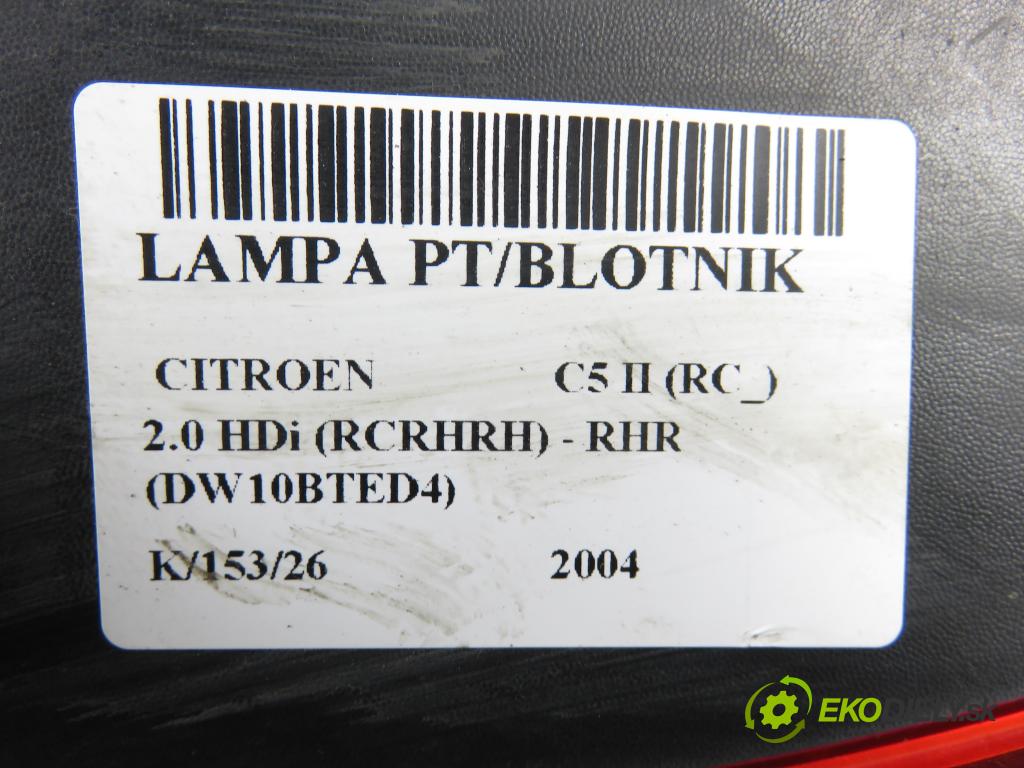 LAMPA PT/BLOTNIK
CITROEN C5 II (RC_)
2.0 HDi (RCRHRH) - RHR
(DW10BTED4)
K/153/26 2004
EKODIELY.SK